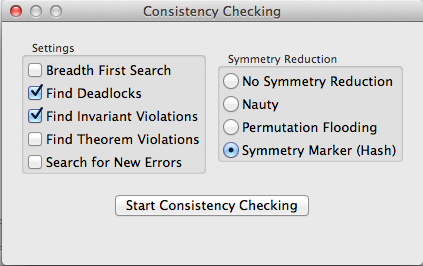 Consistency Checking
Settings
Breadth First Search
Find Deadlocks
Find Invariant Violations
Find Theorem Violations
Search for New Errors
Symmetry Reduction
No Symmetry Reduction
Nauty
Permutation Flooding
Symmetry Marker (Hash)
Start Consistency Checking